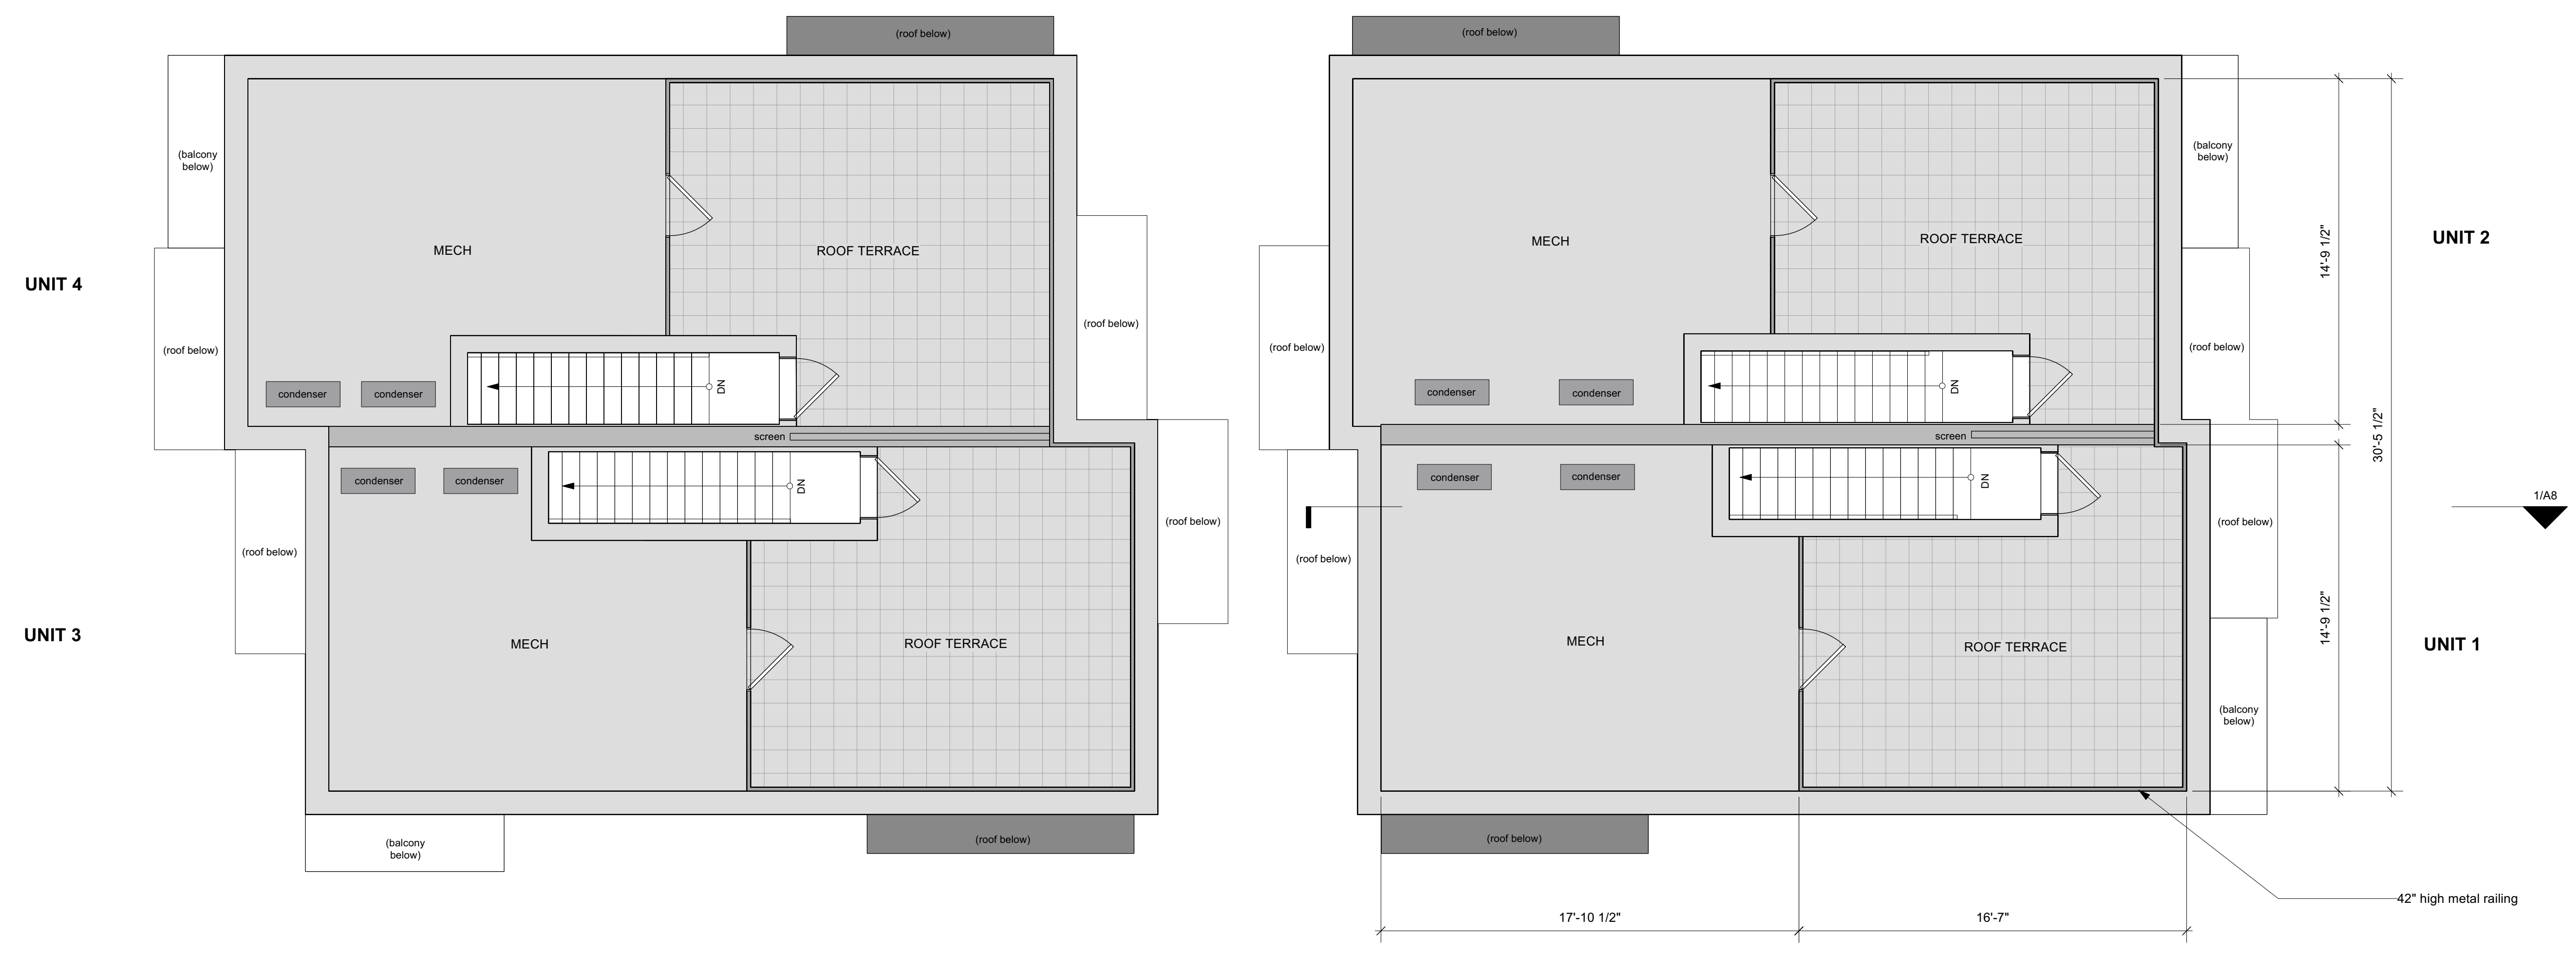 (roof below)
(roof below)
(balcony
below)
(balcony
below)
MECH
ROOF TERRACE
MECH
ROOF TERRACE
14'-9 1/2"
UNIT 2
UNIT 4
(roof below)
(roof below)
(roof below)
(roof below)
DN
DN
condenser
condenser
condenser
condenser
screen
screen
30'-5 1/2"
condenser
condenser
condenser
condenser
DN
DN
1/A8
(roof below)
(roof below)
(roof below)
(roof below)
UNIT 3
MECH
ROOF TERRACE
MECH
ROOF TERRACE
14'-9 1/2"
UNIT 1
(balcony
below)
(balcony
below)
(roof below)
(roof below)
42" high metal railing
17'-10 1/2"
16'-7"